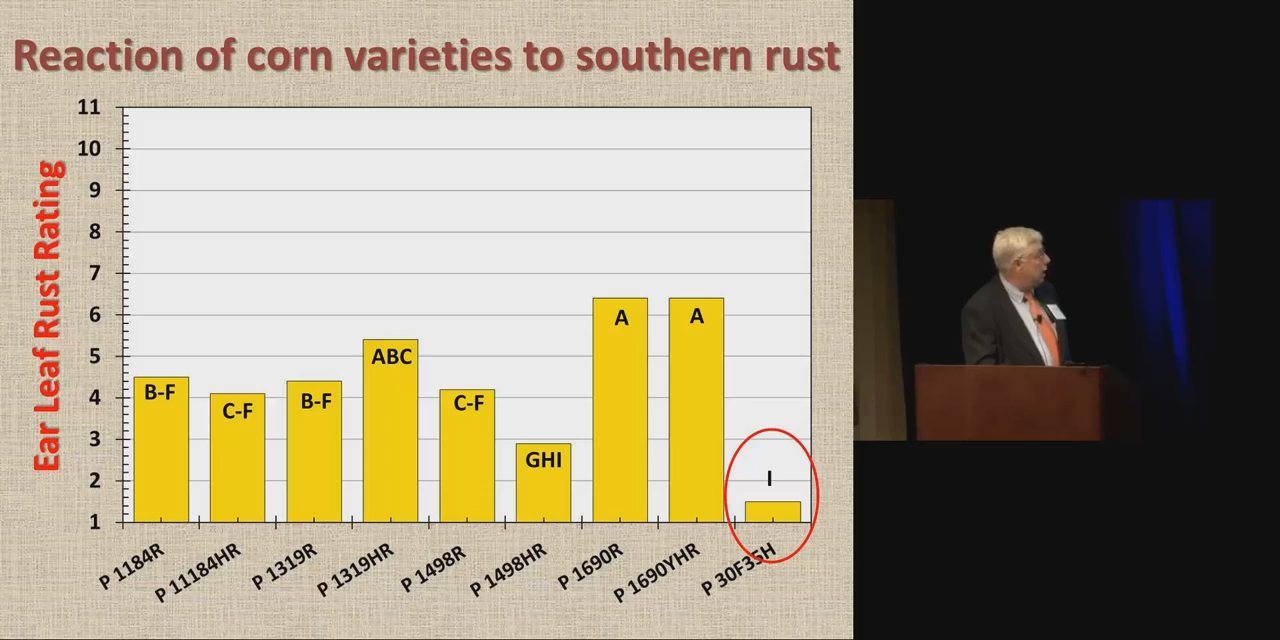 Reaction of corn varieties to southern rust
Ear Leaf Rust Rating
11
10
9
8
7
6
5
4
3
2
1
B-F
C-F
B-F
ABC
C-F
GHI
A
A
I
P 1184R
P 11184HR
P 1319R
P 1319HR
P 1498R
P 1498HR
P 1690R
P 1690YHR
P 30F35H